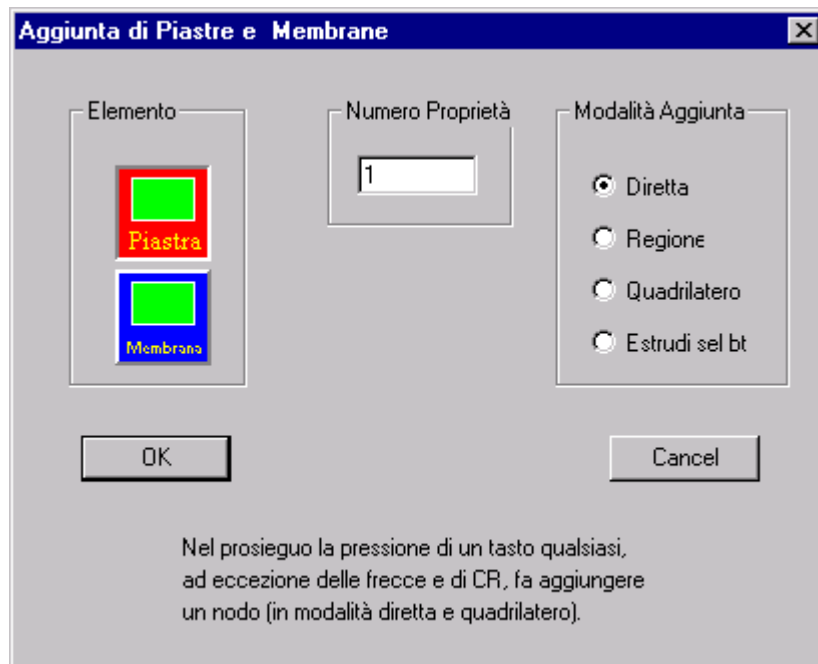 Aggiunta di Piastre e Membrane
Elemento
Piastra
Membrana
Numero Proprietà
1
Modalità Aggiunta
Diretta
Regione
Quadrilatero
Estrudi sel bt
OK
Cancel
Nel prosieguo la pressione di un tasto qualsiasi,
ad eccezione delle frecce e di CR, fa aggiungere
un nodo (in modalità diretta e quadrilatero).